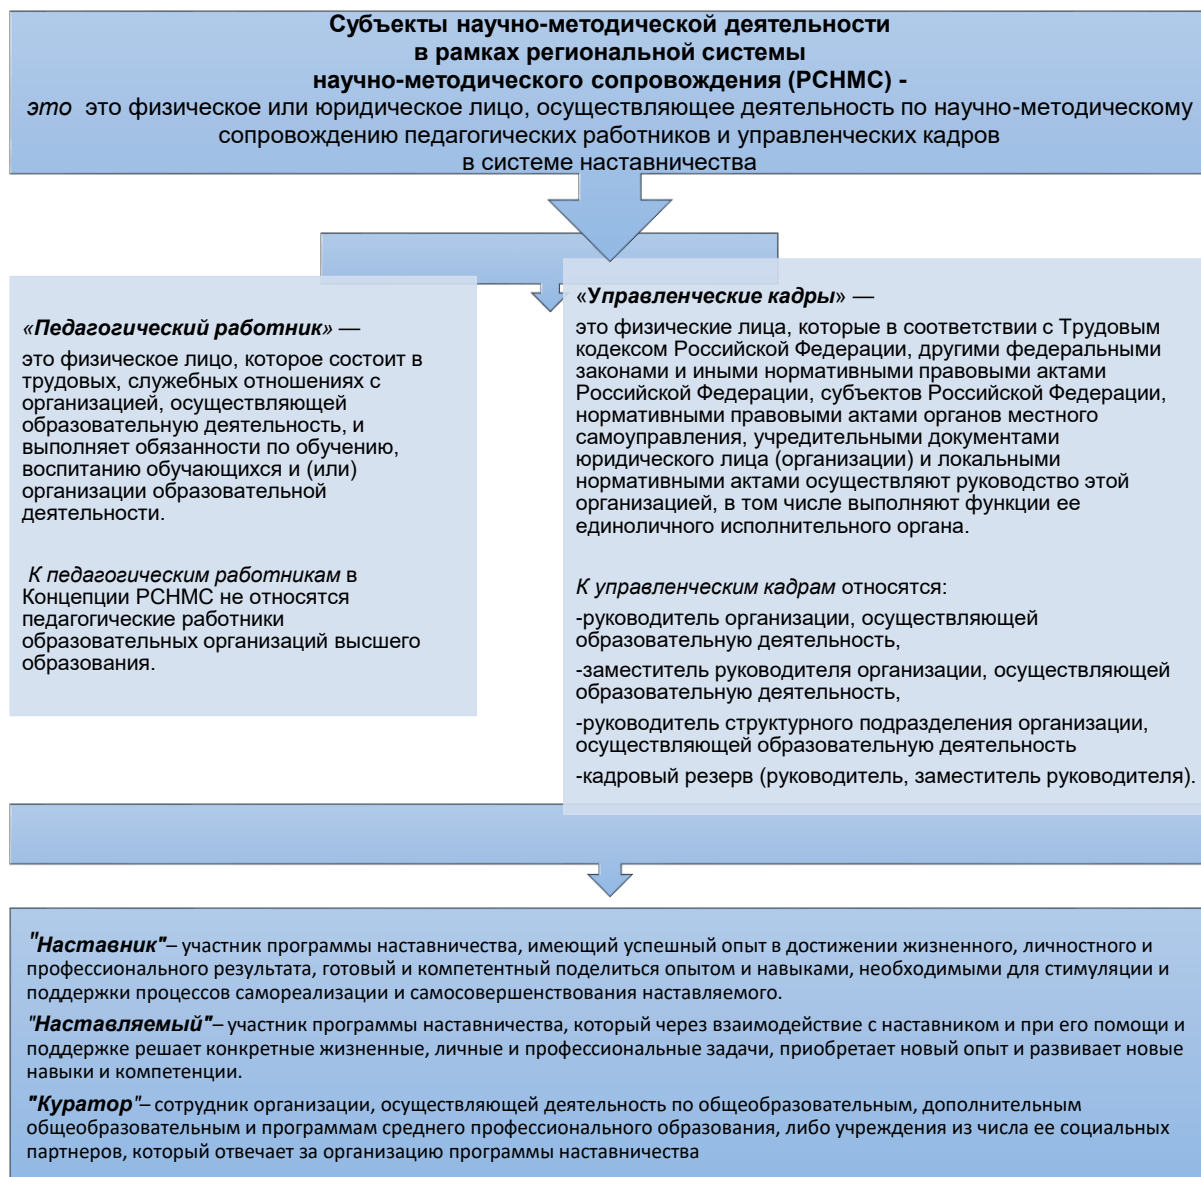 Субъекты научно-методической деятельности
в рамках региональной системы
научно-методического сопровождения (РСНМС) -
это это физическое или юридическое лицо, осуществляющее деятельность по научно-методическому
сопровождению педагогических работников и управленческих кадров
в системе наставничества
«Педагогический работник» —
это физическое лицо, которое состоит в
трудовых, служебных отношениях с
организацией, осуществляющей
образовательную деятельность, и
выполняет обязанности по обучению,
воспитанию обучающихся и (или)
организации образовательной
деятельности.
К педагогическим работникам в
Концепции РСНМС не относятся
педагогические работники
образовательных организаций высшего
образования.
«Управленческие кадры» —
это физические лица, которые в соответствии с Трудовым
кодексом Российской Федерации, другими федеральными
законами и иными нормативными правовыми актами
Российской Федерации, субъектов Российской Федерации,
нормативными правовыми актами органов местного
самоуправления, учредительными документами
юридического лица (организации) и локальными
нормативными актами осуществляют руководство этой
организацией, в том числе выполняют функции ее
единоличного исполнительного органа.
К управленческим кадрам относятся:
-руководитель организации, осуществляющей
образовательную деятельность,
-заместитель руководителя организации, осуществляющей
образовательную деятельность,
-руководитель структурного подразделения организации,
осуществляющей образовательную деятельность
-кадровый резерв (руководитель, заместитель руководителя).
"Наставник"– участник программы наставничества, имеющий успешный опыт в достижении жизненного, личностного и
профессионального результата, готовый и компетентный поделиться опытом и навыками, необходимыми для стимуляции и
поддержки процессов самореализации и самосовершенствования наставляемого.
"Наставляемый"– участник программы наставничества, который через взаимодействие с наставником и при его помощи и
поддержке решает конкретные жизненные, личные и профессиональные задачи, приобретает новый опыт и развивает новые
навыки и компетенции.
"Куратор"– сотрудник организации, осуществляющей деятельность по общеобразовательным, дополнительным
общеобразовательным и программам среднего профессионального образования, либо учреждения из числа ее социальных
партнеров, который отвечает за организацию программы наставничества